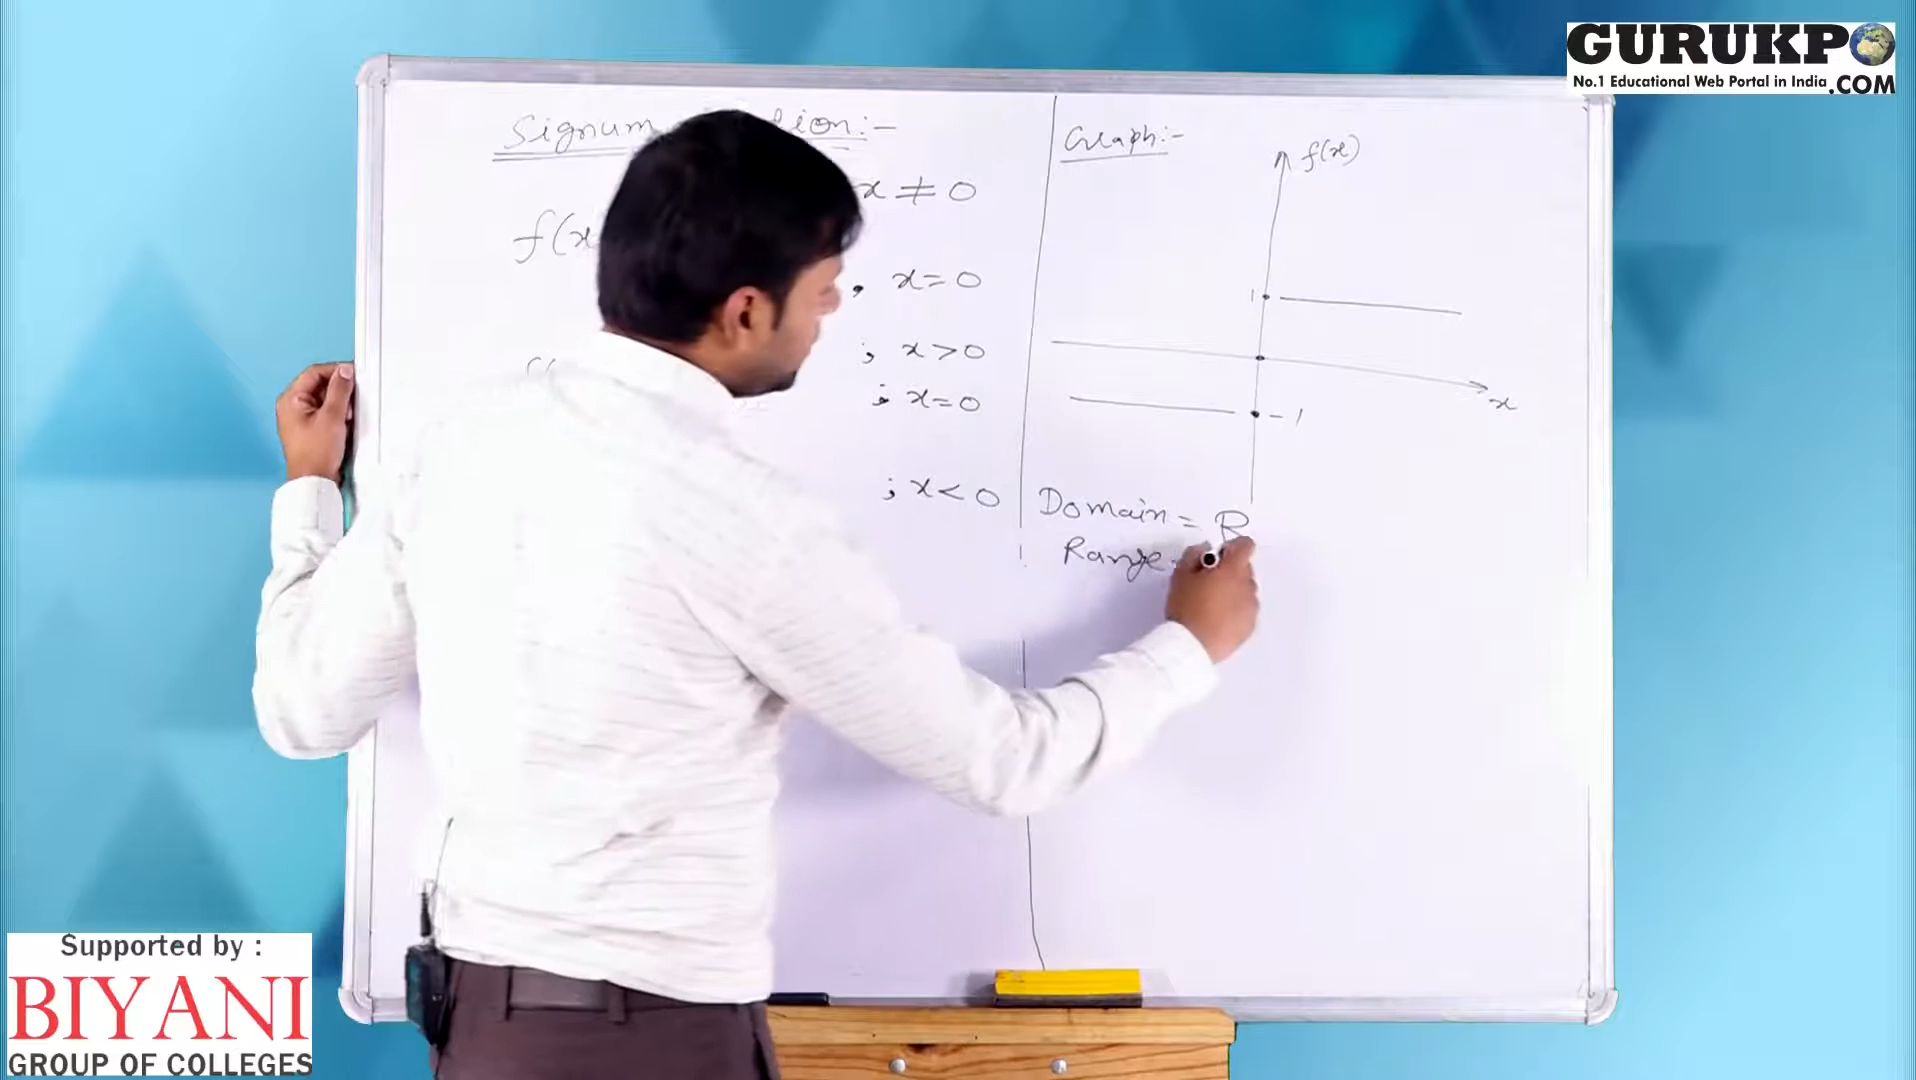 GURUKPO
No.1 Educational Web Portal in India .COM
Signum
x ≠ 0
f(x
, x=0
; x>0
; x=0
; x<0
Graph:-
f(x)
1
x
-1
Domain = R
Range
Supported by :
BIYANI
GROUP OF COLLEGES